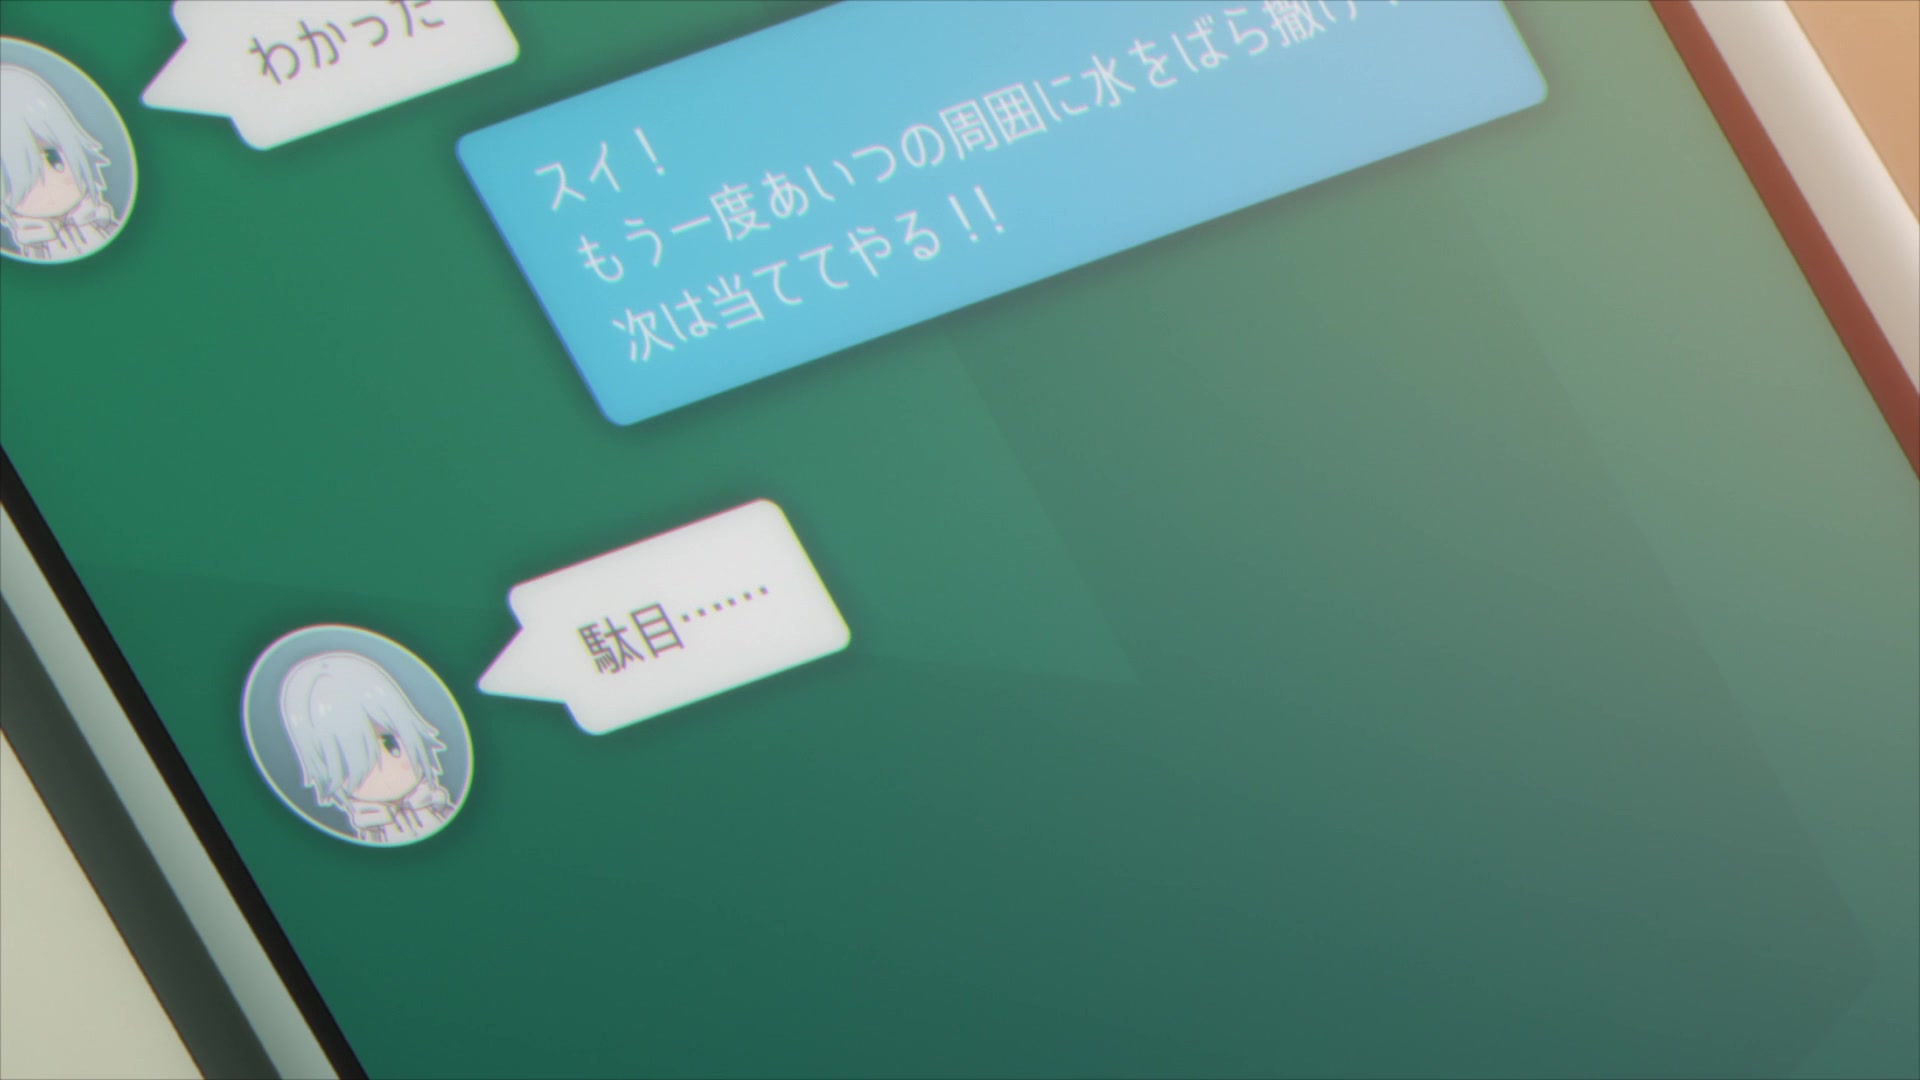 わかった
スイ！
もう一度あいつの周囲に水をばら撒け！
次は当ててやる！！
駄目……